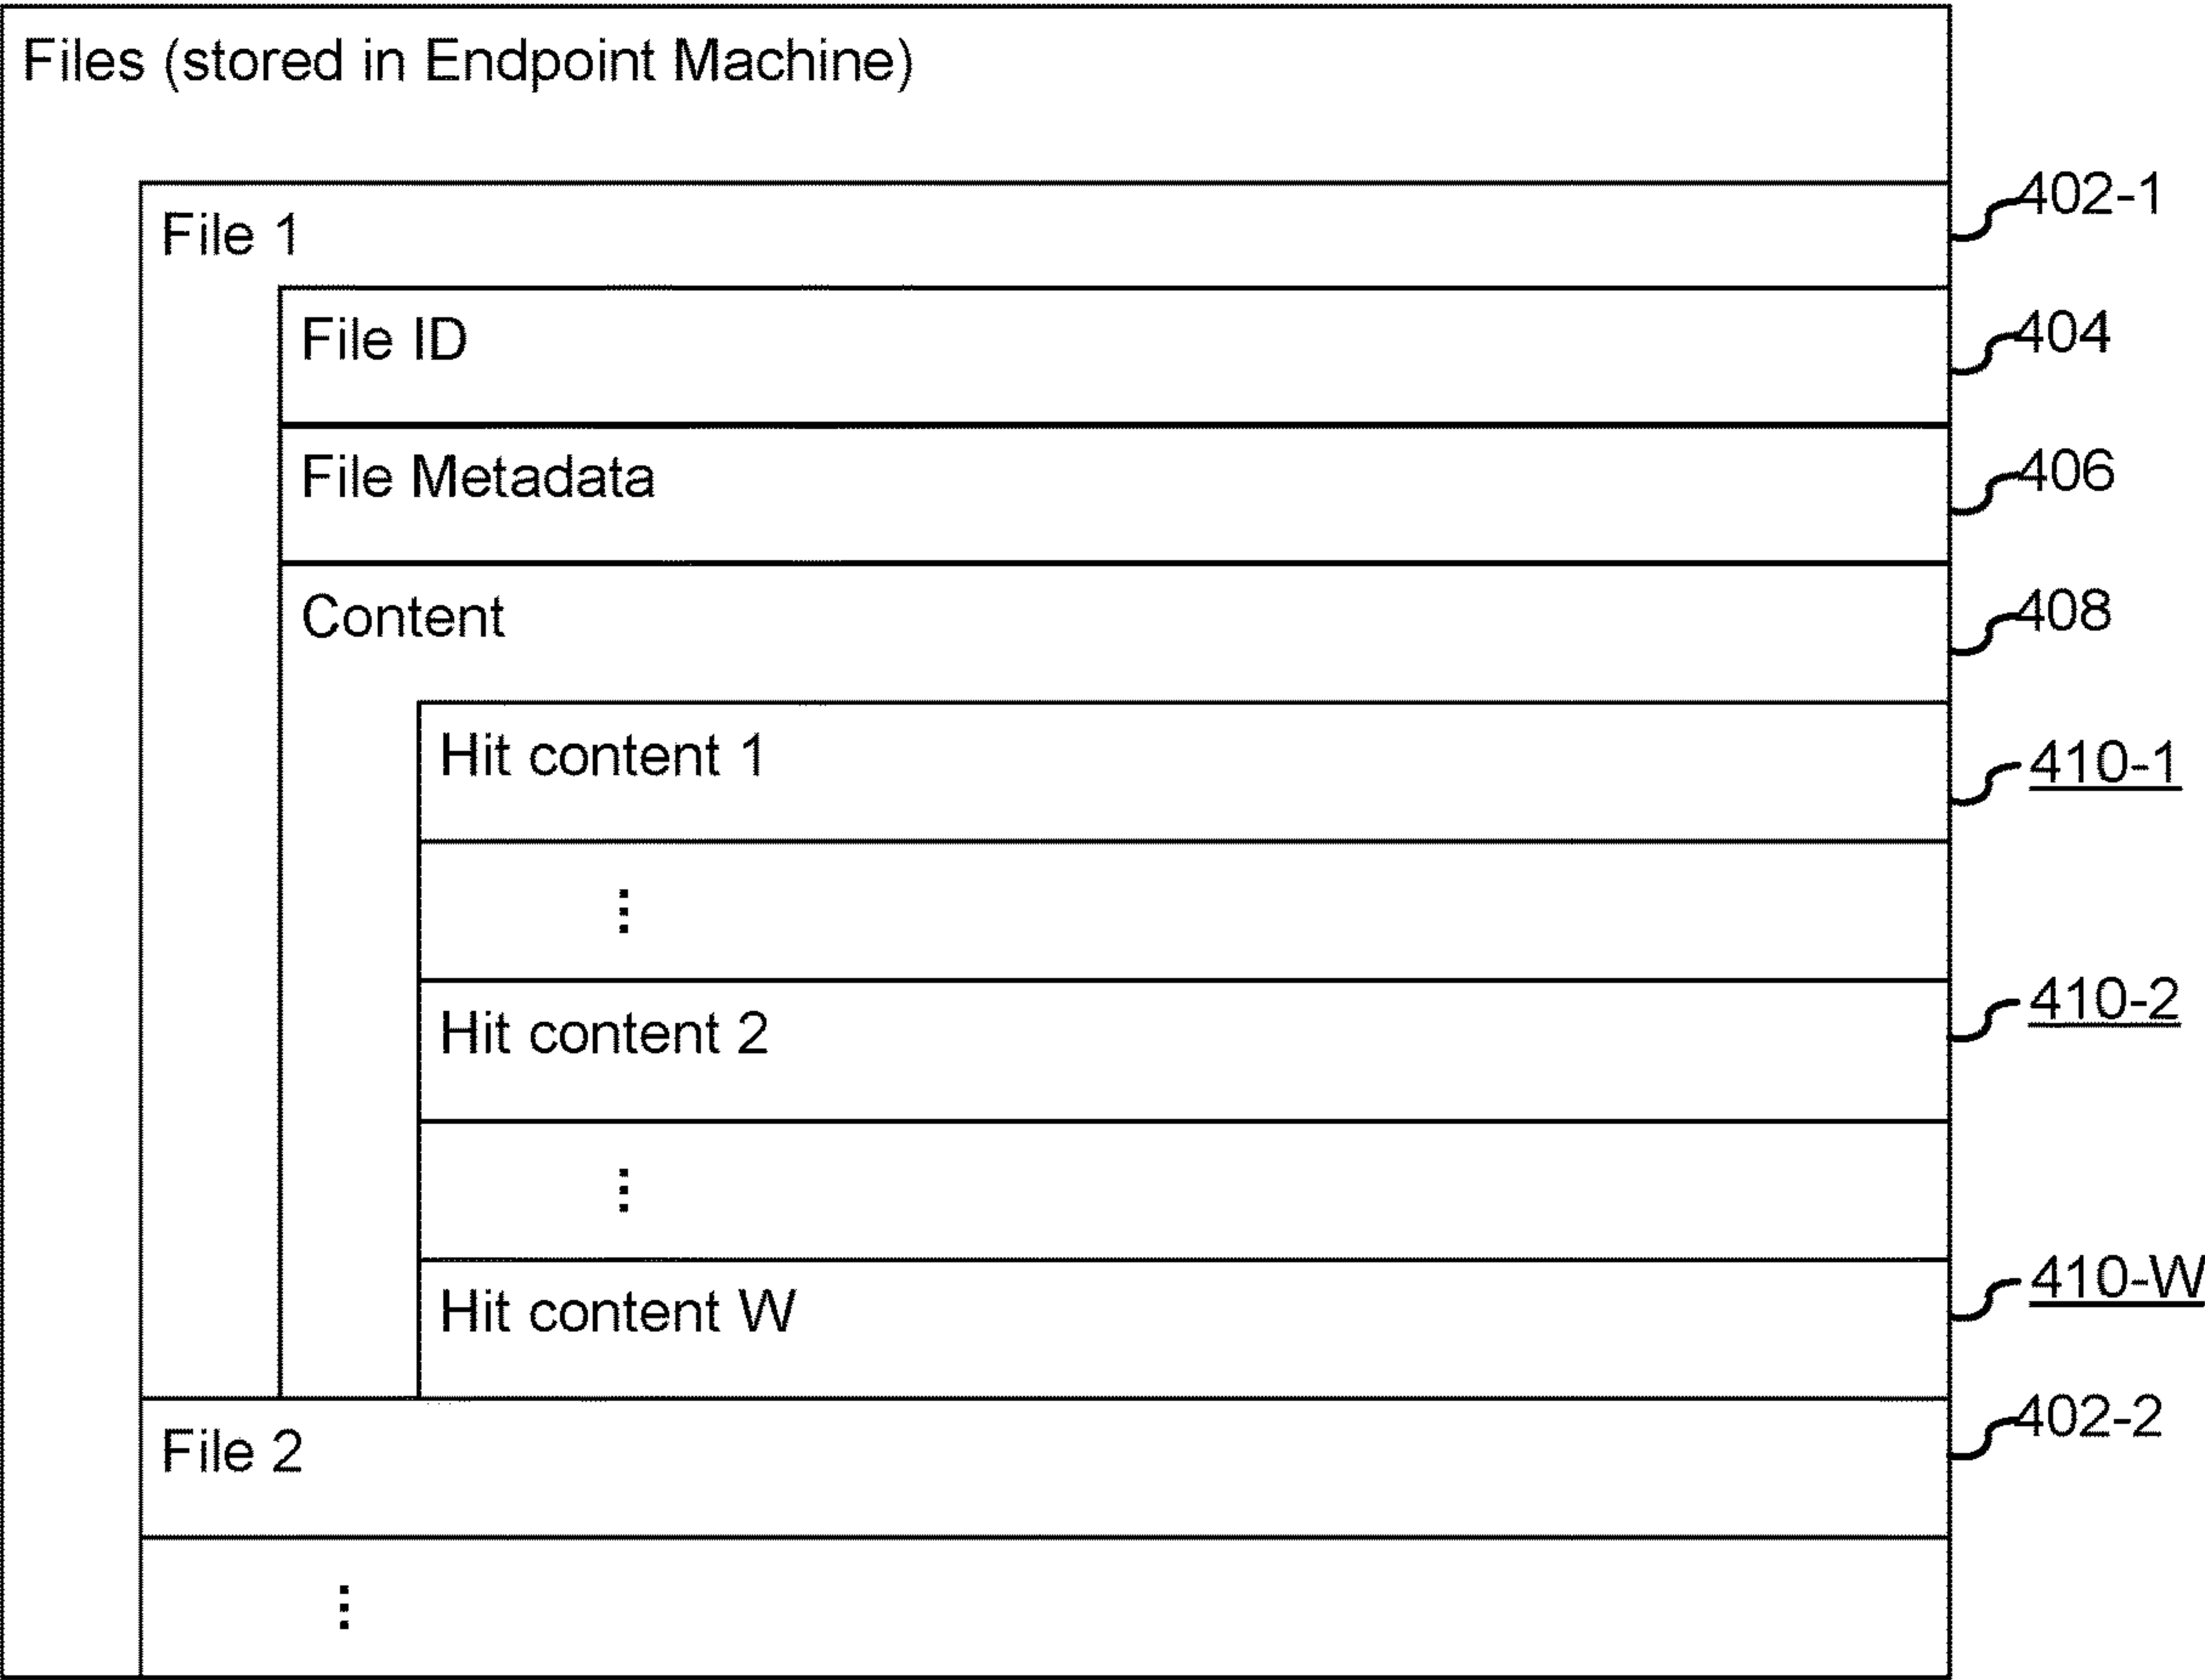 Files (stored in Endpoint Machine)
File 1 402-1
File ID 404
File Metadata 406
Content 408
Hit content 1 410-1
⋮
Hit content 2 410-2
⋮
Hit content W 410-W
File 2 402-2
⋮